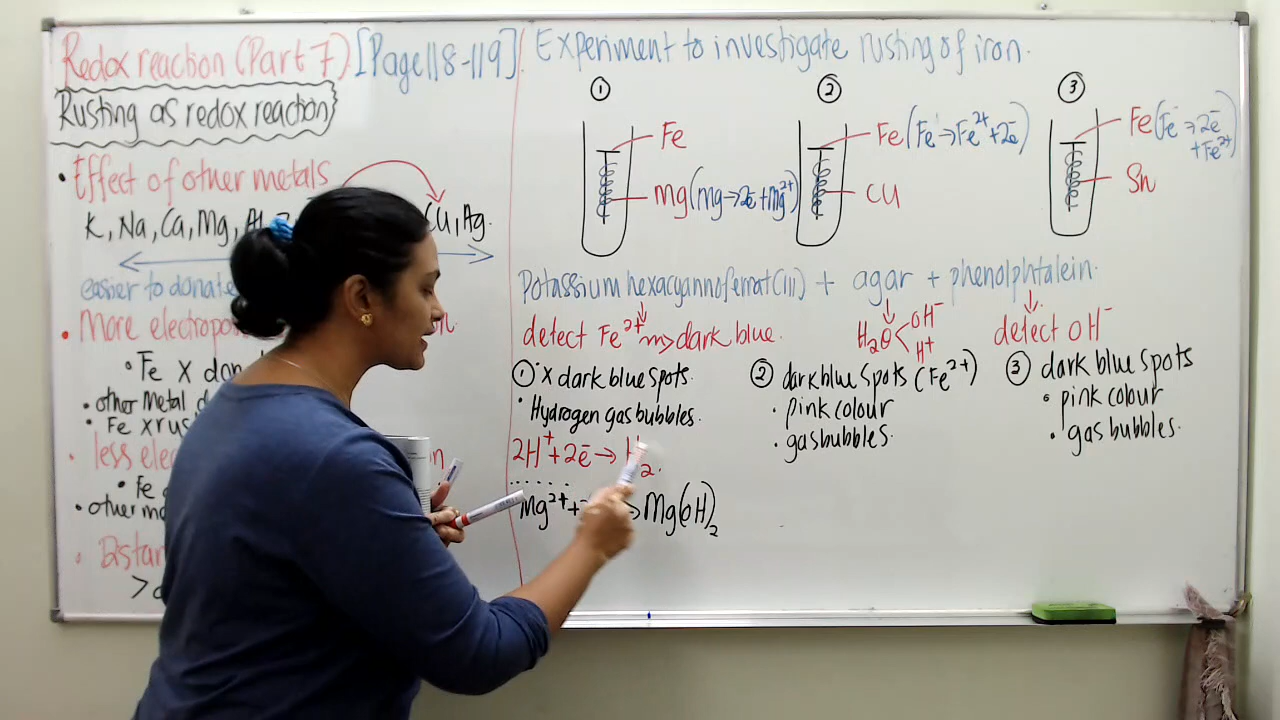 Redox reaction (Part 7) [Page 118-119]
Rusting as redox reaction
• Effect of other metals
K, Na, Ca, Mg, Al
Cu, Ag.
easier to donate
• More electropo
• Fe X don
• other metal d
• Fe x rus
• less ele
• Fe
• other me
• Distan
Experiment to investigate rusting of iron.
① ② ③
Fe
Mg (Mg → 2e⁻ + Mg²⁺)
Fe (Fe → Fe²⁺ + 2e⁻)
Cu
Fe (Fe → 2e⁻
+ Fe²⁺)
Sn
Potassium hexacyannoferrat(III) + agar + phenolphtalein.
detect Fe²⁺ → dark blue.
H₂O
OH⁻
H⁺
detect OH⁻
① x dark blue spots.
• Hydrogen gas bubbles.
2H⁺ + 2e⁻ → H₂.
Mg²⁺ + → Mg(OH)₂
② dark blue spots (Fe²⁺)
• pink colour
• gas bubbles.
③ dark blue spots
• pink colour
• gas bubbles.